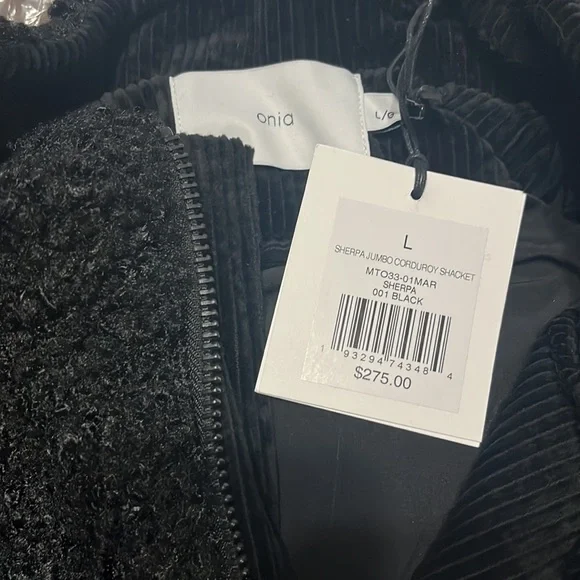 onia
L/G
L
SHERPA JUMBO CORDUROY SHACKET
MTO33-01MAR
SHERPA
001 BLACK
1 93294 74348 4
$275.00